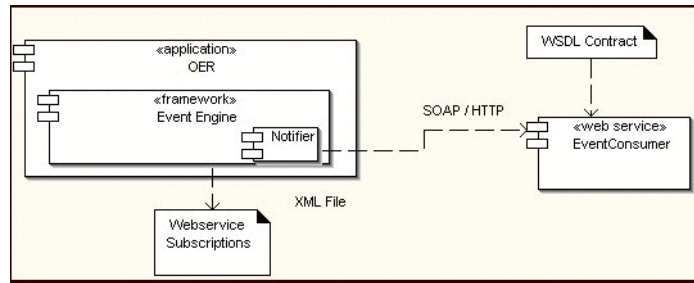 «application»
OER
«framework»
Event Engine
Notifier
WSDL Contract
SOAP / HTTP
«web service»
EventConsumer
XML File
Webservice
Subscriptions